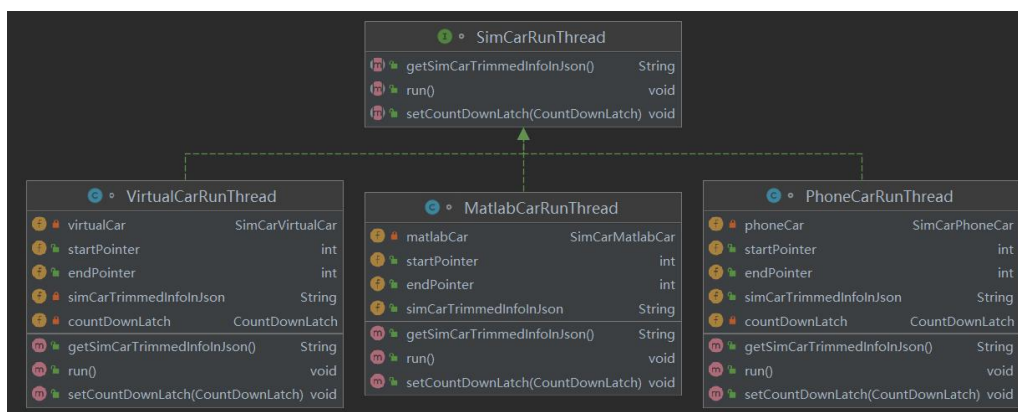 SimCarRunThread
getSimCarTrimmedInfoInJson() String
run() void
setCountDownLatch(CountDownLatch) void
VirtualCarRunThread
virtualCar SimCarVirtualCar
startPointer int
endPointer int
simCarTrimmedInfoInJson String
countDownLatch CountDownLatch
getSimCarTrimmedInfoInJson() String
run() void
setCountDownLatch(CountDownLatch) void
MatlabCarRunThread
matlabCar SimCarMatlabCar
startPointer int
endPointer int
simCarTrimmedInfoInJson String
getSimCarTrimmedInfoInJson() String
run() void
setCountDownLatch(CountDownLatch) void
PhoneCarRunThread
phoneCar SimCarPhoneCar
startPointer int
endPointer int
simCarTrimmedInfoInJson String
countDownLatch CountDownLatch
getSimCarTrimmedInfoInJson() String
run() void
setCountDownLatch(CountDownLatch) void